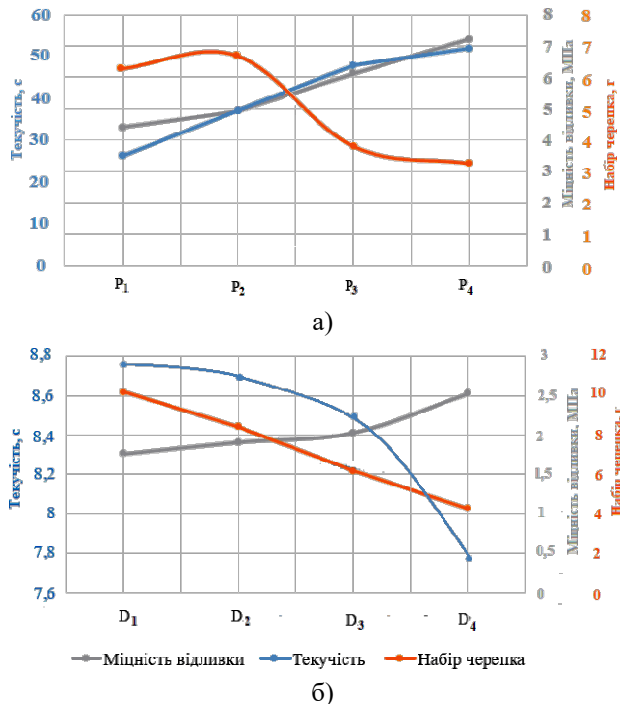 Текучість, с
60
50
40
30
20
10
0
8
7
6
5
4
3
2
1
0
Міцність відливки, МПа
8
7
6
5
4
3
2
1
0
Набір черепка, г
P1
P2
P3
P4
а)
Текучість, с
8,8
8,6
8,4
8,2
8
7,8
7,6
3
2,5
2
1,5
1
0,5
0
Міцність відливки, МПа
12
10
8
6
4
2
0
Набір черепка, г
D1
D2
D3
D4
Міцність відливки Текучість Набір черепка
б)